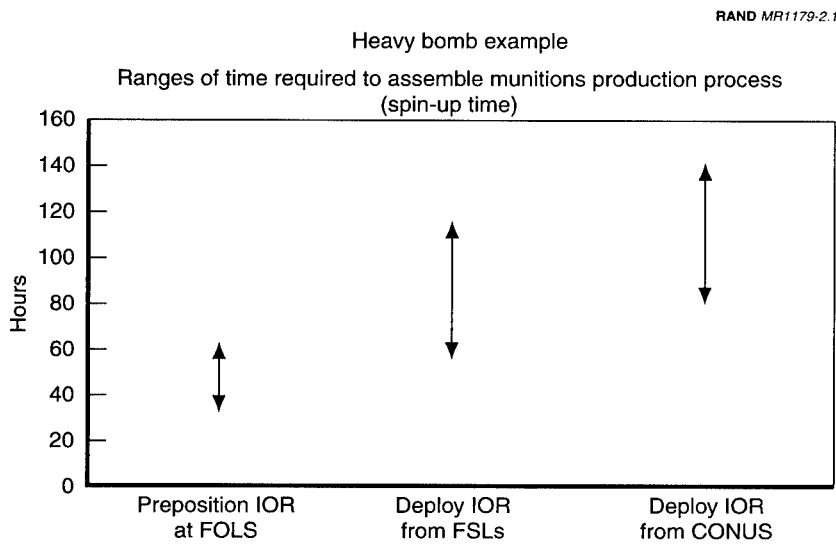 RAND MR1179-2.1
Heavy bomb example
Ranges of time required to assemble munitions production process
(spin-up time)
160
140
120
100
80
60
40
20
0
Hours
Preposition IOR
at FOLS
Deploy IOR
from FSLs
Deploy IOR
from CONUS